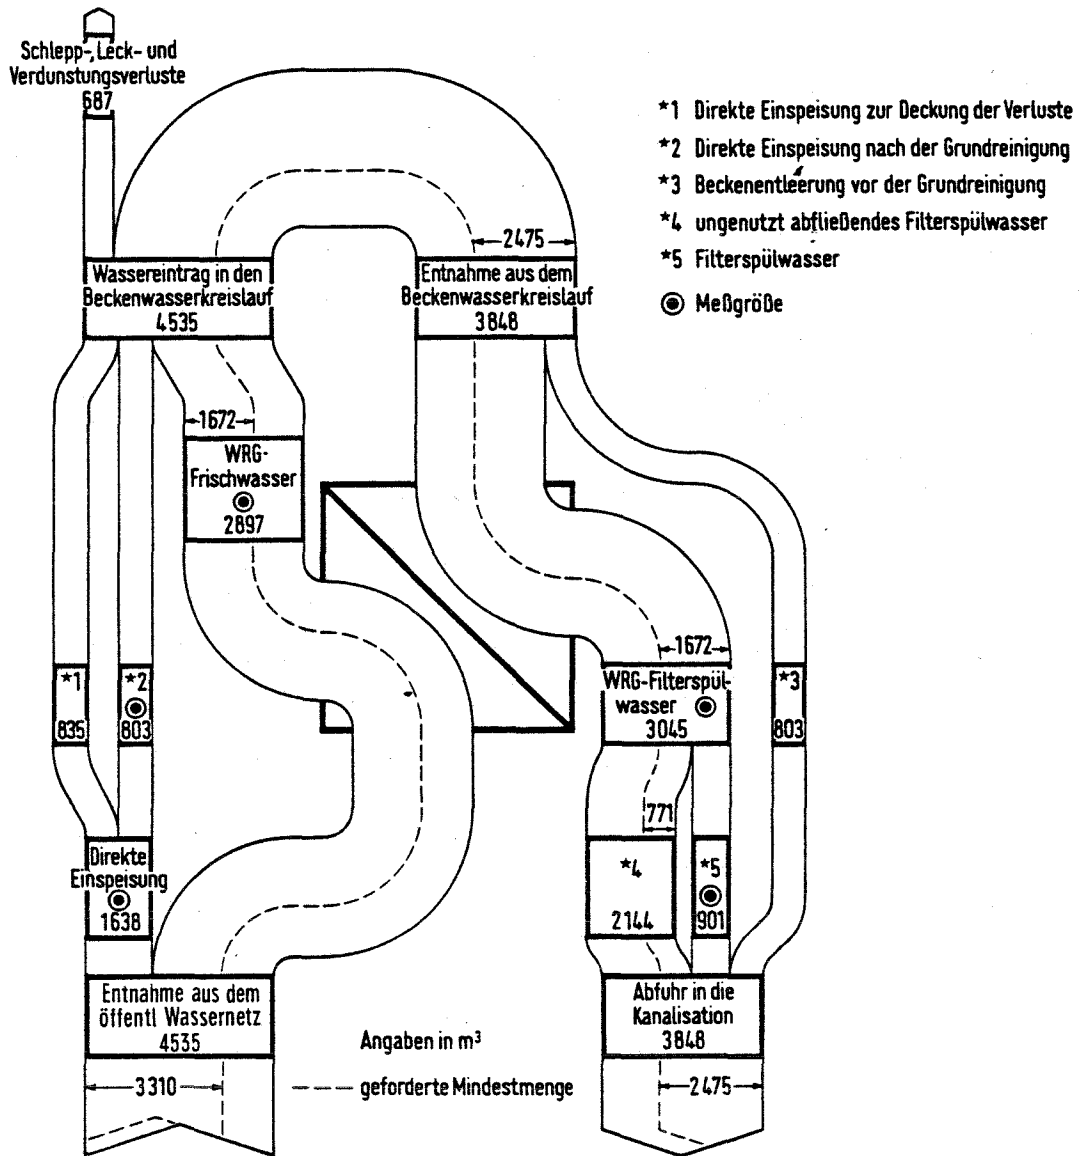 Schlepp-, Leck- und
Verdunstungsverluste
687
*1 Direkte Einspeisung zur Deckung der Verluste
*2 Direkte Einspeisung nach der Grundreinigung
*3 Beckenentleerung vor der Grundreinigung
*4 ungenutzt abfließendes Filterspülwasser
*5 Filterspülwasser
Meßgröße
2475
Wassereintrag in den
Beckenwasserkreislauf
4535
Entnahme aus dem
Beckenwasserkreislauf
3848
1672
WRG-
Frischwasser
2897
1672
*1
835
*2
803
WRG-Filterspül-
wasser
3045
*3
803
771
Direkte
Einspeisung
1638
*4
2144
*5
901
Entnahme aus dem
öffentl Wassernetz
4535
Abfuhr in die
Kanalisation
3848
Angaben in m³
3310
geforderte Mindestmenge
2475